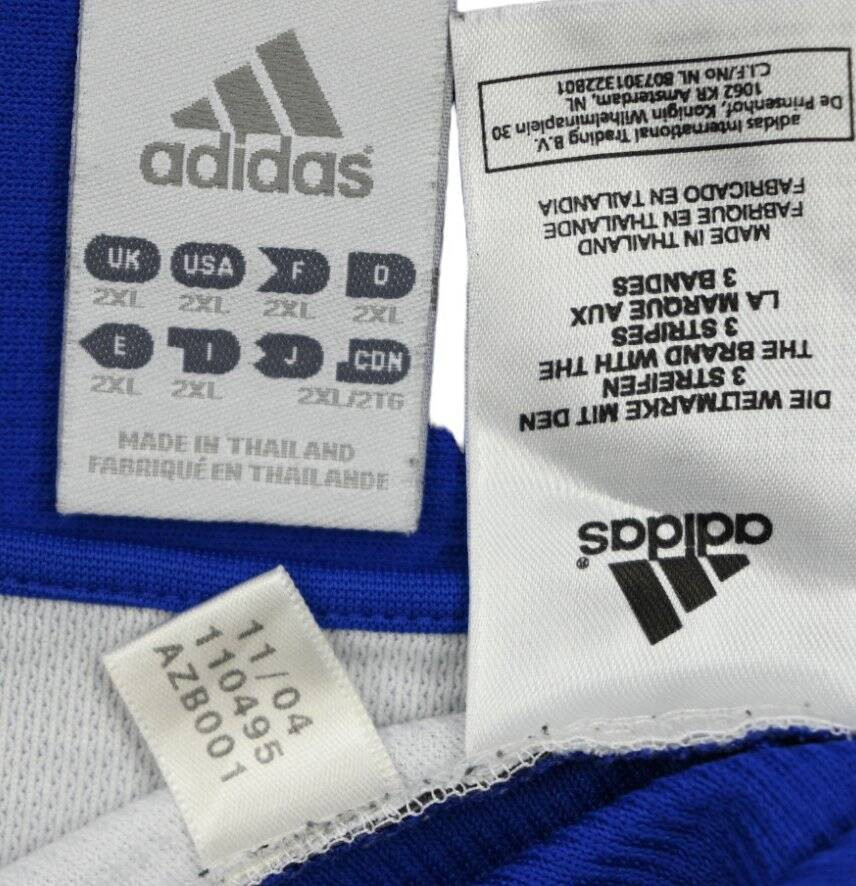 adidas
UK USA F D
2XL 2XL 2XL 2XL
E I J CDN
2XL 2XL 2XL/2TG
MADE IN THAILAND
FABRIQUÉ EN THAILANDE
adidas
DIE WELTMARKE MIT DEN
3 STREIFEN
THE BRAND WITH THE
3 STRIPES
LA MARQUE AUX
3 BANDES
MADE IN THAILAND
FABRIQUE EN THAILANDE
FABRICADO EN TAILANDIA
adidas International Trading B.V.
De Prinsenhof, Konigin Wilhelminaplein 30
1062 KR Amsterdam, NL
C.I.F./No NL 807301322B01
11/04
110495
AZB001